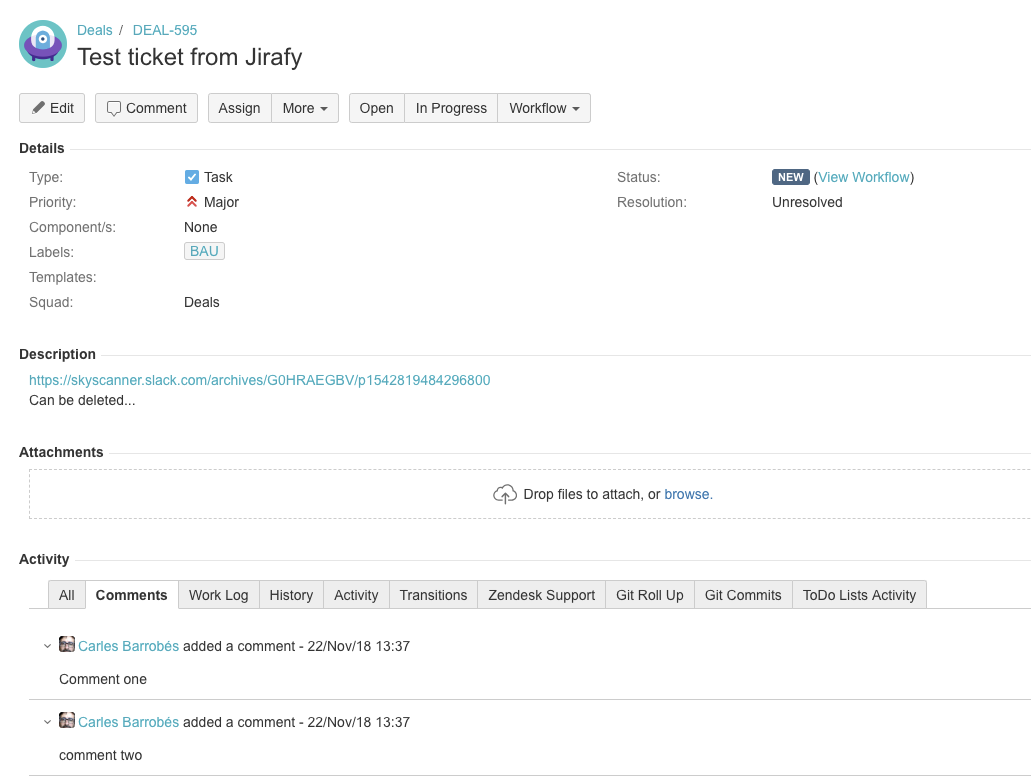 Deals / DEAL-595
Test ticket from Jirafy
Edit Comment Assign More Open In Progress Workflow
Details
Type: Task Status: NEW (View Workflow)
Priority: Major Resolution: Unresolved
Component/s: None
Labels: BAU
Templates:
Squad: Deals
Description
https://skyscanner.slack.com/archives/G0HRAEGBV/p1542819484296800
Can be deleted...
Attachments
Drop files to attach, or browse.
Activity
All Comments Work Log History Activity Transitions Zendesk Support Git Roll Up Git Commits ToDo Lists Activity
Carles Barrobés added a comment - 22/Nov/18 13:37
Comment one
Carles Barrobés added a comment - 22/Nov/18 13:37
comment two